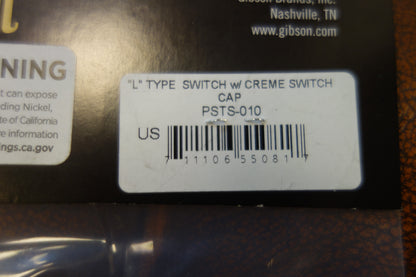 Gibson Brands, Inc.
Nashville, TN
www.gibson.com
NING
t can expose
ding Nickel,
te of California
e information
ings.ca.gov
"L" TYPE SWITCH w/ CREME SWITCH
CAP
PSTS-010
US
7 11106 55081 7